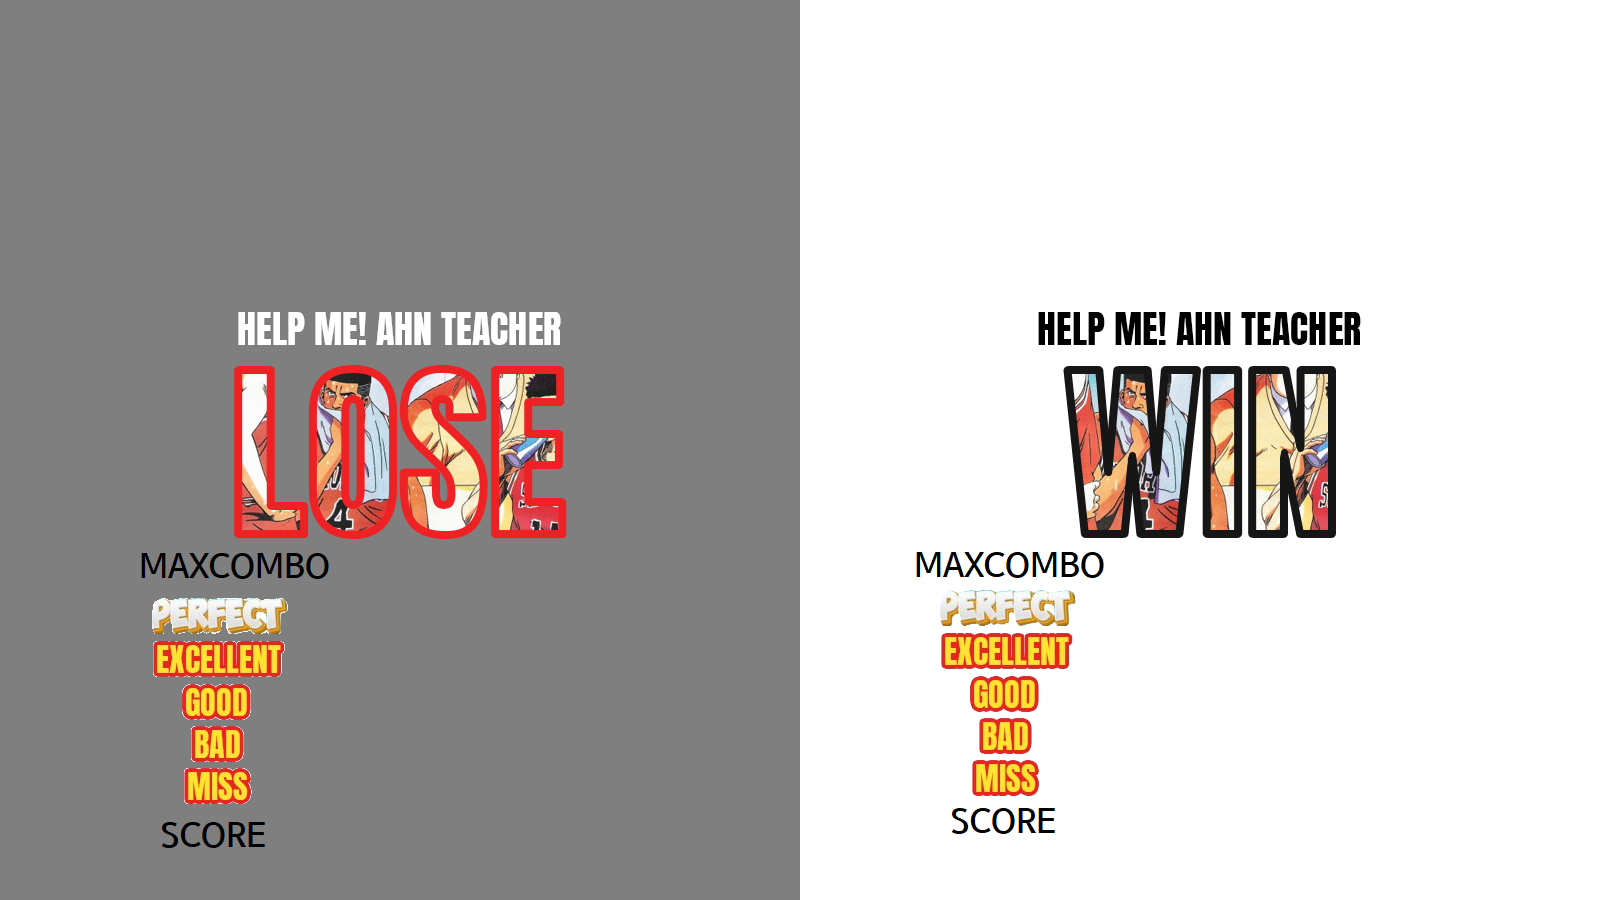 HELP ME! AHN TEACHER
LOSE
MAXCOMBO
PERFECT
EXCELLENT
GOOD
BAD
MISS
SCORE
HELP ME! AHN TEACHER
WIN
MAXCOMBO
PERFECT
EXCELLENT
GOOD
BAD
MISS
SCORE